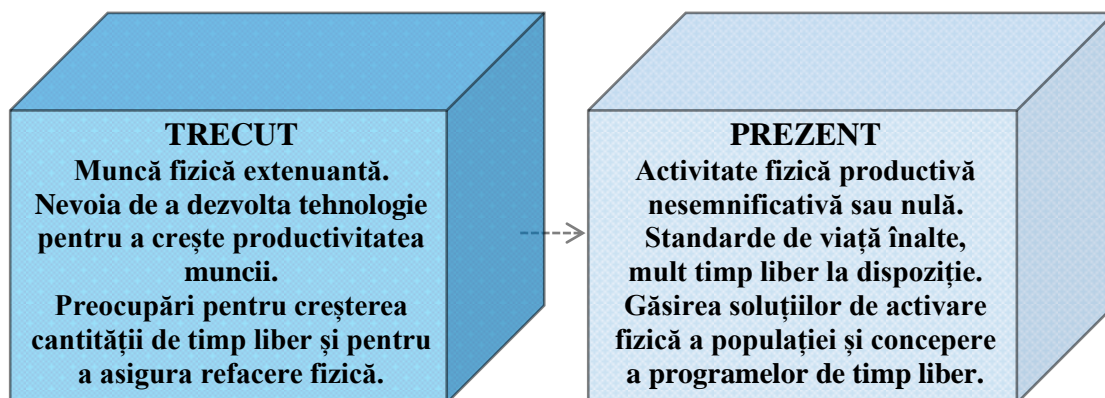 TRECUT
Muncă fizică extenuantă.
Nevoia de a dezvolta tehnologie
pentru a crește productivitatea
muncii.
Preocupări pentru creșterea
cantității de timp liber și pentru
a asigura refacere fizică.
PREZENT
Activitate fizică productivă
nesemnificativă sau nulă.
Standarde de viață înalte,
mult timp liber la dispoziție.
Găsirea soluțiilor de activare
fizică a populației și concepere
a programelor de timp liber.